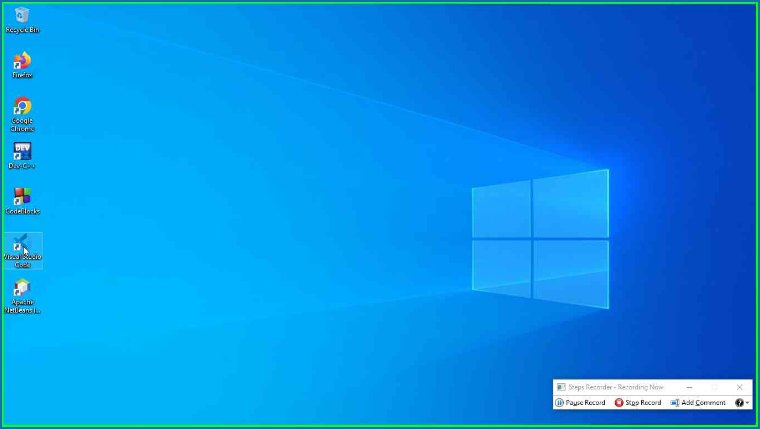 Recycle Bin
Firefox
Google
Chrome
DEV
Dev-C++
CodeBlocks
Visual Studio
Code
Apache
NetBeans I...
Steps Recorder - Recording Now
Pause Record
Stop Record
Add Comment